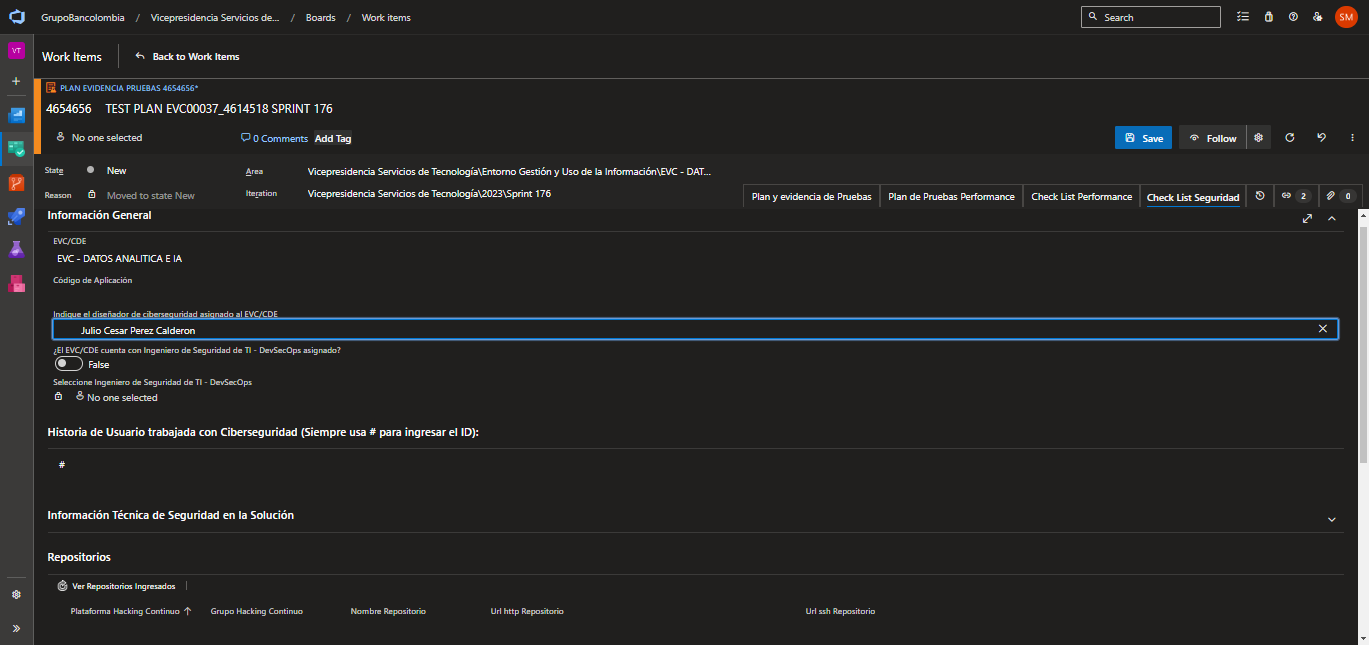 GrupoBancolombia / Vicepresidencia Servicios de... / Boards / Work items
Search
SM
VT
Work Items
Back to Work Items
PLAN EVIDENCIA PRUEBAS 4654656*
4654656 TEST PLAN EVC00037_4614518 SPRINT 176
No one selected
0 Comments
Add Tag
Save
Follow
State
New
Area
Vicepresidencia Servicios de Tecnología\Entorno Gestión y Uso de la Información\EVC - DAT...
Reason
Moved to state New
Iteration
Vicepresidencia Servicios de Tecnología\2023\Sprint 176
Plan y evidencia de Pruebas
Plan de Pruebas Performance
Check List Performance
Check List Seguridad
2
0
Información General
EVC/CDE
EVC - DATOS ANALITICA E IA
Código de Aplicación
Indique el diseñador de ciberseguridad asignado al EVC/CDE
Julio Cesar Perez Calderon
¿El EVC/CDE cuenta con Ingeniero de Seguridad de TI - DevSecOps asignado?
False
Seleccione Ingeniero de Seguridad de TI - DevSecOps
No one selected
Historia de Usuario trabajada con Ciberseguridad (Siempre usa # para ingresar el ID):
#
Información Técnica de Seguridad en la Solución
Repositorios
Ver Repositorios Ingresados
Plataforma Hacking Continuo
Grupo Hacking Continuo
Nombre Repositorio
Url http Repositorio
Url ssh Repositorio